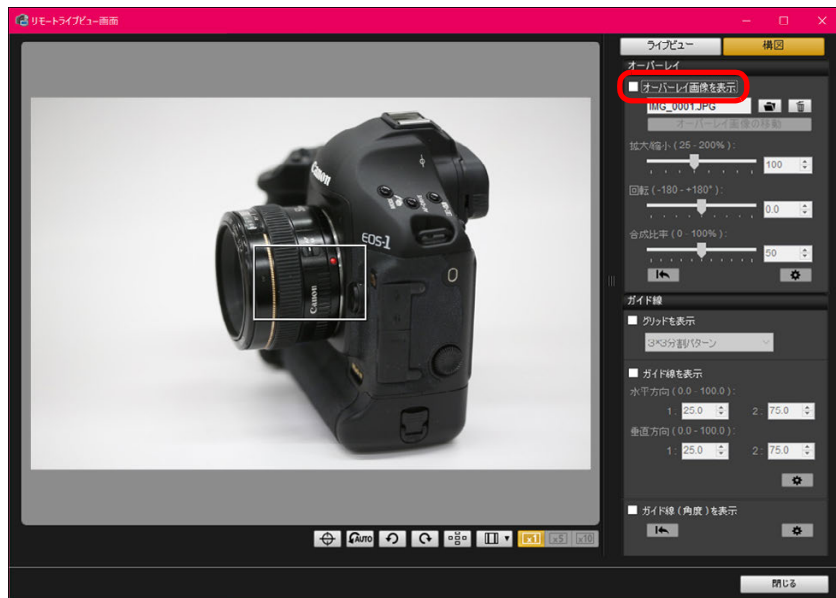 リモートライブビュー画面
ライブビュー
構図
オーバーレイ
オーバーレイ画像を表示
IMG_0001.JPG
オーバーレイ画像の移動
拡大/縮小 ( 25 - 200% ) :
100
回転 ( -180 - +180° ) :
0.0
合成比率 ( 0 - 100% ) :
50
ガイド線
グリッドを表示
3×3分割パターン
ガイド線を表示
水平方向 ( 0.0 - 100.0 ) :
1 : 25.0 2 : 75.0
垂直方向 ( 0.0 - 100.0 ) :
1 : 25.0 2 : 75.0
ガイド線 ( 角度 ) を表示
Canon
EOS-1
Canon
AUTO
x1 x5 x10
閉じる